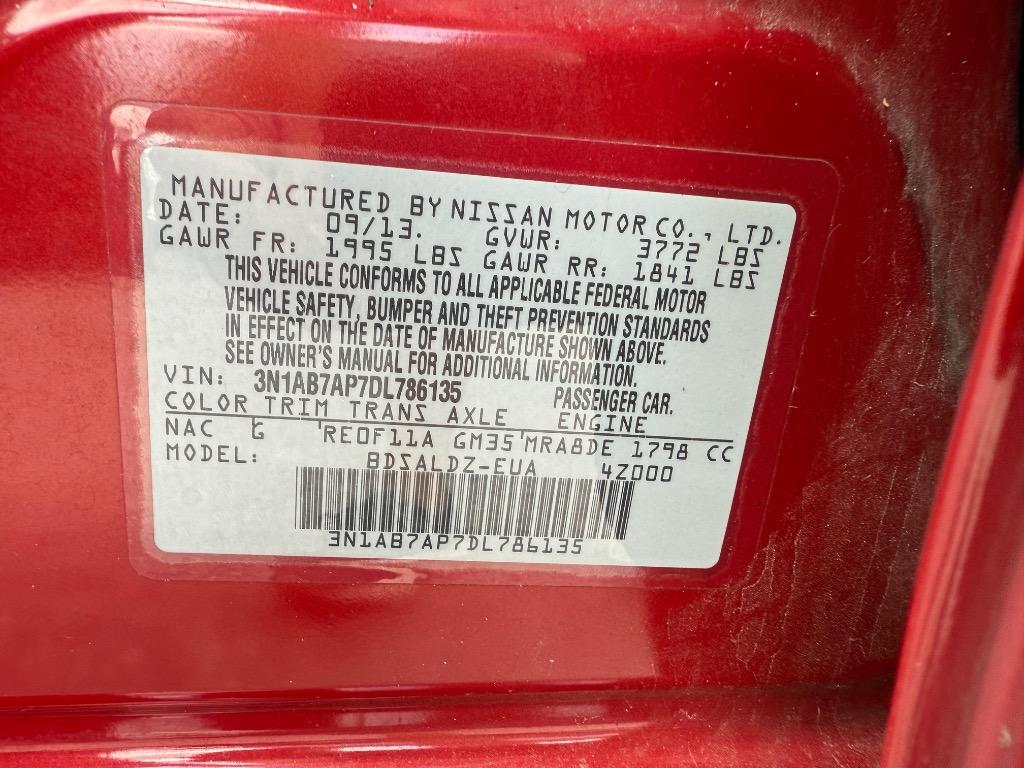 MANUFACTURED BY NISSAN MOTOR CO., LTD.
DATE: 09/13. GVWR: 3772 LBS
GAWR FR: 1995 LBS GAWR RR: 1841 LBS
THIS VEHICLE CONFORMS TO ALL APPLICABLE FEDERAL MOTOR
VEHICLE SAFETY, BUMPER AND THEFT PREVENTION STANDARDS
IN EFFECT ON THE DATE OF MANUFACTURE SHOWN ABOVE.
SEE OWNER'S MANUAL FOR ADDITIONAL INFORMATION.
VIN: 3N1AB7AP7DL786135 PASSENGER CAR.
COLOR TRIM TRANS AXLE ENGINE
NAC G RE0F11A GM35 MRA8DE 1798 CC
MODEL: BDSALDZ-EUA 4Z000
3N1AB7AP7DL786135